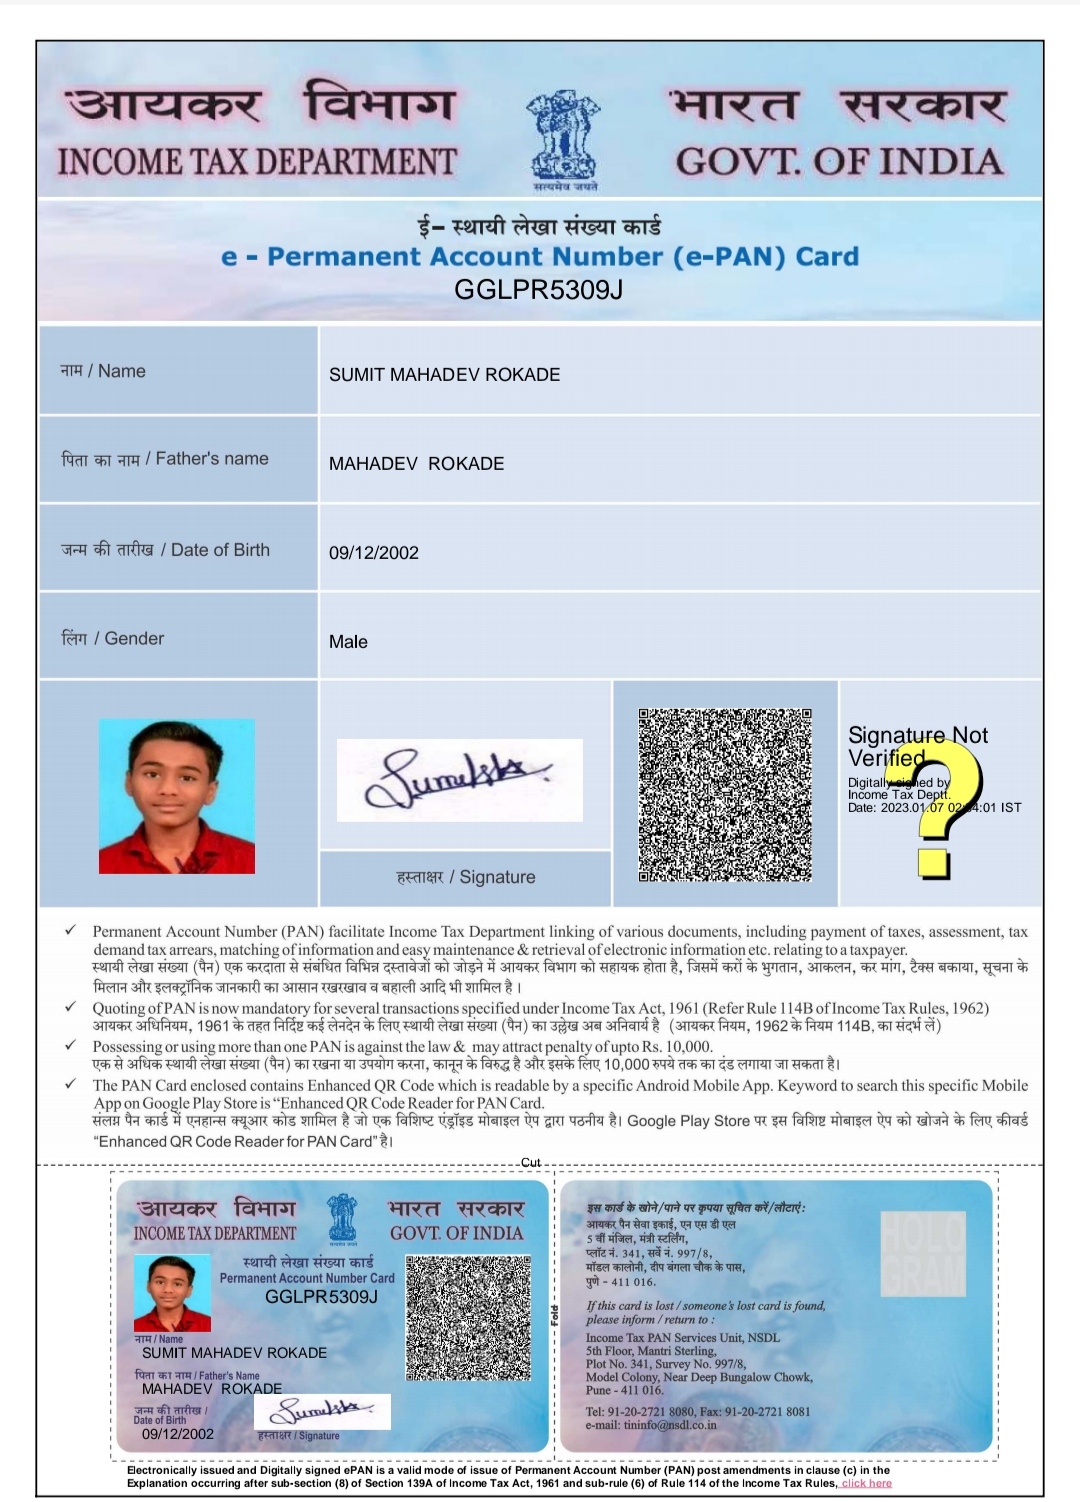 आयकर विभाग
INCOME TAX DEPARTMENT
सत्यमेव जयते
भारत सरकार
GOVT. OF INDIA
ई– स्थायी लेखा संख्या कार्ड
e - Permanent Account Number (e-PAN) Card
GGLPR5309J
नाम / Name
SUMIT MAHADEV ROKADE
पिता का नाम / Father's name
MAHADEV ROKADE
जन्म की तारीख / Date of Birth
09/12/2002
लिंग / Gender
Male
हस्ताक्षर / Signature
Signature Not
Verified
Digitally signed by
Income Tax Deptt.
Date: 2023.01.07 02:04:01 IST
✓ Permanent Account Number (PAN) facilitate Income Tax Department linking of various documents, including payment of taxes, assessment, tax
demand tax arrears, matching of information and easy maintenance & retrieval of electronic information etc. relating to a taxpayer.
स्थायी लेखा संख्या (पैन) एक करदाता से संबंधित विभिन्न दस्तावेजों को जोड़ने में आयकर विभाग को सहायक होता है, जिसमें करों के भुगतान, आकलन, कर मांग, टैक्स बकाया, सूचना के
मिलान और इलक्ट्रॉनिक जानकारी का आसान रखरखाव व बहाली आदि भी शामिल है ।
✓ Quoting of PAN is now mandatory for several transactions specified under Income Tax Act, 1961 (Refer Rule 114B of Income Tax Rules, 1962)
आयकर अधिनियम, 1961 के तहत निर्दिष्ट कई लेनदेन के लिए स्थायी लेखा संख्या (पैन) का उल्लेख अब अनिवार्य है (आयकर नियम, 1962 के नियम 114B, का संदर्भ लें)
✓ Possessing or using more than one PAN is against the law & may attract penalty of upto Rs. 10,000.
एक से अधिक स्थायी लेखा संख्या (पैन) का रखना या उपयोग करना, कानून के विरुद्ध है और इसके लिए 10,000 रुपये तक का दंड लगाया जा सकता है।
✓ The PAN Card enclosed contains Enhanced QR Code which is readable by a specific Android Mobile App. Keyword to search this specific Mobile
App on Google Play Store is “Enhanced QR Code Reader for PAN Card.
संलग्न पैन कार्ड में एनहान्स क्यूआर कोड शामिल है जो एक विशिष्ट एंड्रॉइड मोबाइल ऐप द्वारा पठनीय है। Google Play Store पर इस विशिष्ट मोबाइल ऐप को खोजने के लिए कीवर्ड
“Enhanced QR Code Reader for PAN Card” है।
Cut
आयकर विभाग
INCOME TAX DEPARTMENT
भारत सरकार
GOVT. OF INDIA
स्थायी लेखा संख्या कार्ड
Permanent Account Number Card
GGLPR5309J
नाम / Name
SUMIT MAHADEV ROKADE
पिता का नाम / Father's Name
MAHADEV ROKADE
जन्म की तारीख /
Date of Birth
09/12/2002
हस्ताक्षर / Signature
Fold
इस कार्ड के खोने/पाने पर कृपया सूचित करें/लौटाएं:
आयकर पैन सेवा इकाई, एन एस डी एल
5 वीं मंजिल, मंत्री स्टर्लिंग,
प्लॉट नं. 341, सर्वे नं. 997/8,
मॉडल कालोनी, दीप बंगला चौक के पास,
पुणे - 411 016.
If this card is lost / someone's lost card is found,
please inform / return to :
Income Tax PAN Services Unit, NSDL
5th Floor, Mantri Sterling,
Plot No. 341, Survey No. 997/8,
Model Colony, Near Deep Bungalow Chowk,
Pune - 411 016.
Tel: 91-20-2721 8080, Fax: 91-20-2721 8081
e-mail: tininfo@nsdl.co.in
HOLO
GRAM
Electronically issued and Digitally signed ePAN is a valid mode of issue of Permanent Account Number (PAN) post amendments in clause (c) in the
Explanation occurring after sub-section (8) of Section 139A of Income Tax Act, 1961 and sub-rule (6) of Rule 114 of the Income Tax Rules, click here